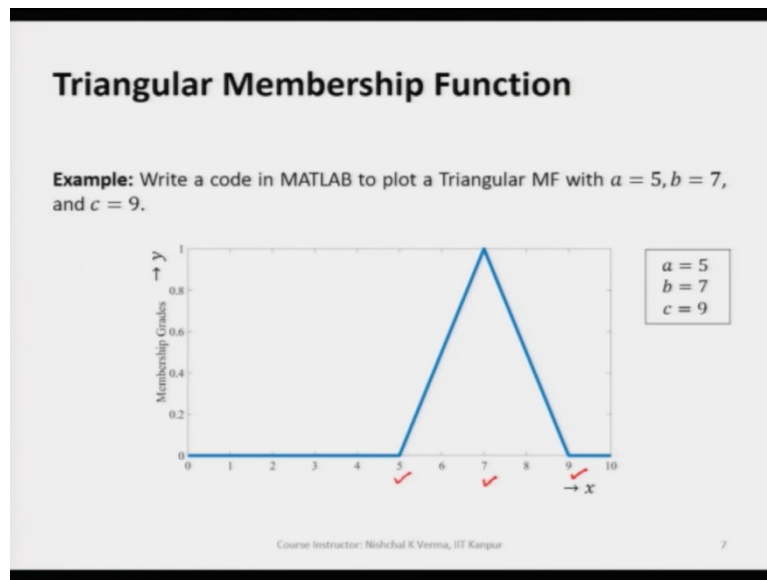 Triangular Membership Function
Example: Write a code in MATLAB to plot a Triangular MF with a = 5, b = 7,
and c = 9.
Membership Grades → y
1
0.8
0.6
0.4
0.2
0
0 1 2 3 4 5 6 7 8 9 10
→ x
a = 5
b = 7
c = 9
Course Instructor: Nishchal K Verma, IIT Kanpur
7